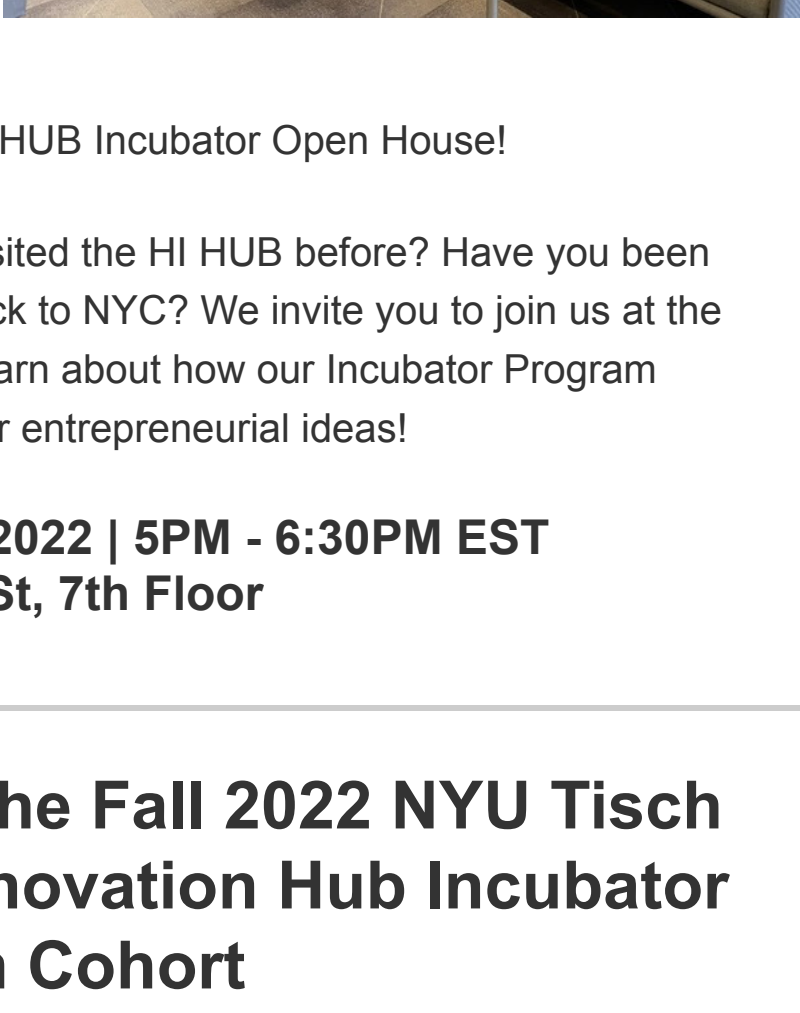 HUB Incubator Open House!
sited the HI HUB before? Have you been
ck to NYC? We invite you to join us at the
arn about how our Incubator Program
r entrepreneurial ideas!
2022 | 5PM - 6:30PM EST
St, 7th Floor
he Fall 2022 NYU Tisch
novation Hub Incubator
n Cohort